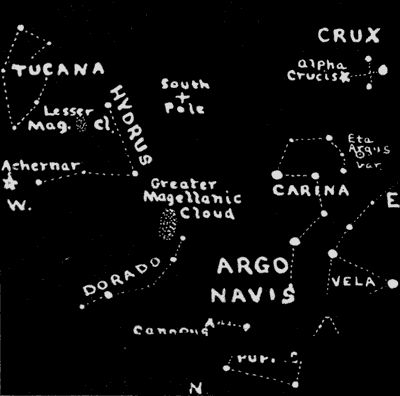 CRUX
TUCANA
Alpha
Crucis
South
Pole
HYDRUS
Lesser
Mag. Cl.
Eta
Argus
Var.
Achernar
W.
Greater
Magellanic
Cloud
CARINA
E
DORADO
ARGO
NAVIS
VELA
N